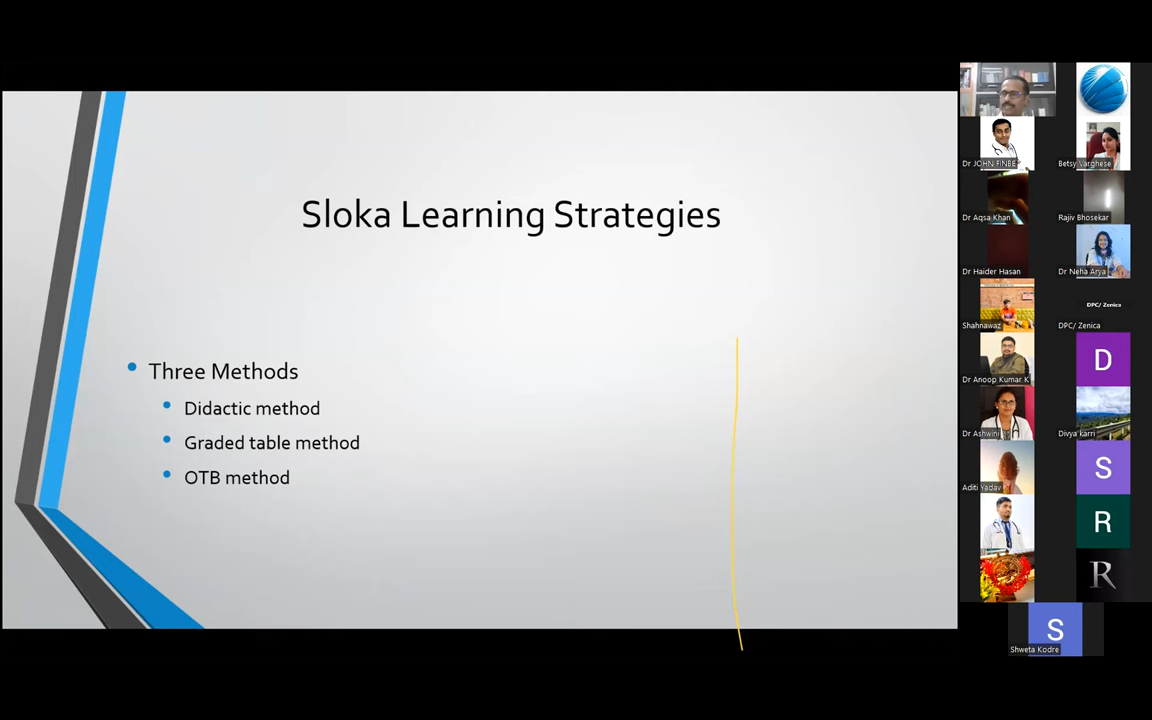 Sloka Learning Strategies
Three Methods
Didactic method
Graded table method
OTB method
Dr JOHN FINBE
Betsy Varghese
Dr Aqsa Khan
Rajiv Bhosekar
Dr Haider Hasan
Dr Neha Arya
Shahnawaz
DPC/ Zenica
DPC/ Zenica
Dr Anoop Kumar K
D
Dr Ashwini
Divya karri
Aditi Yadav
S
R
R
S
Shweta Kodre